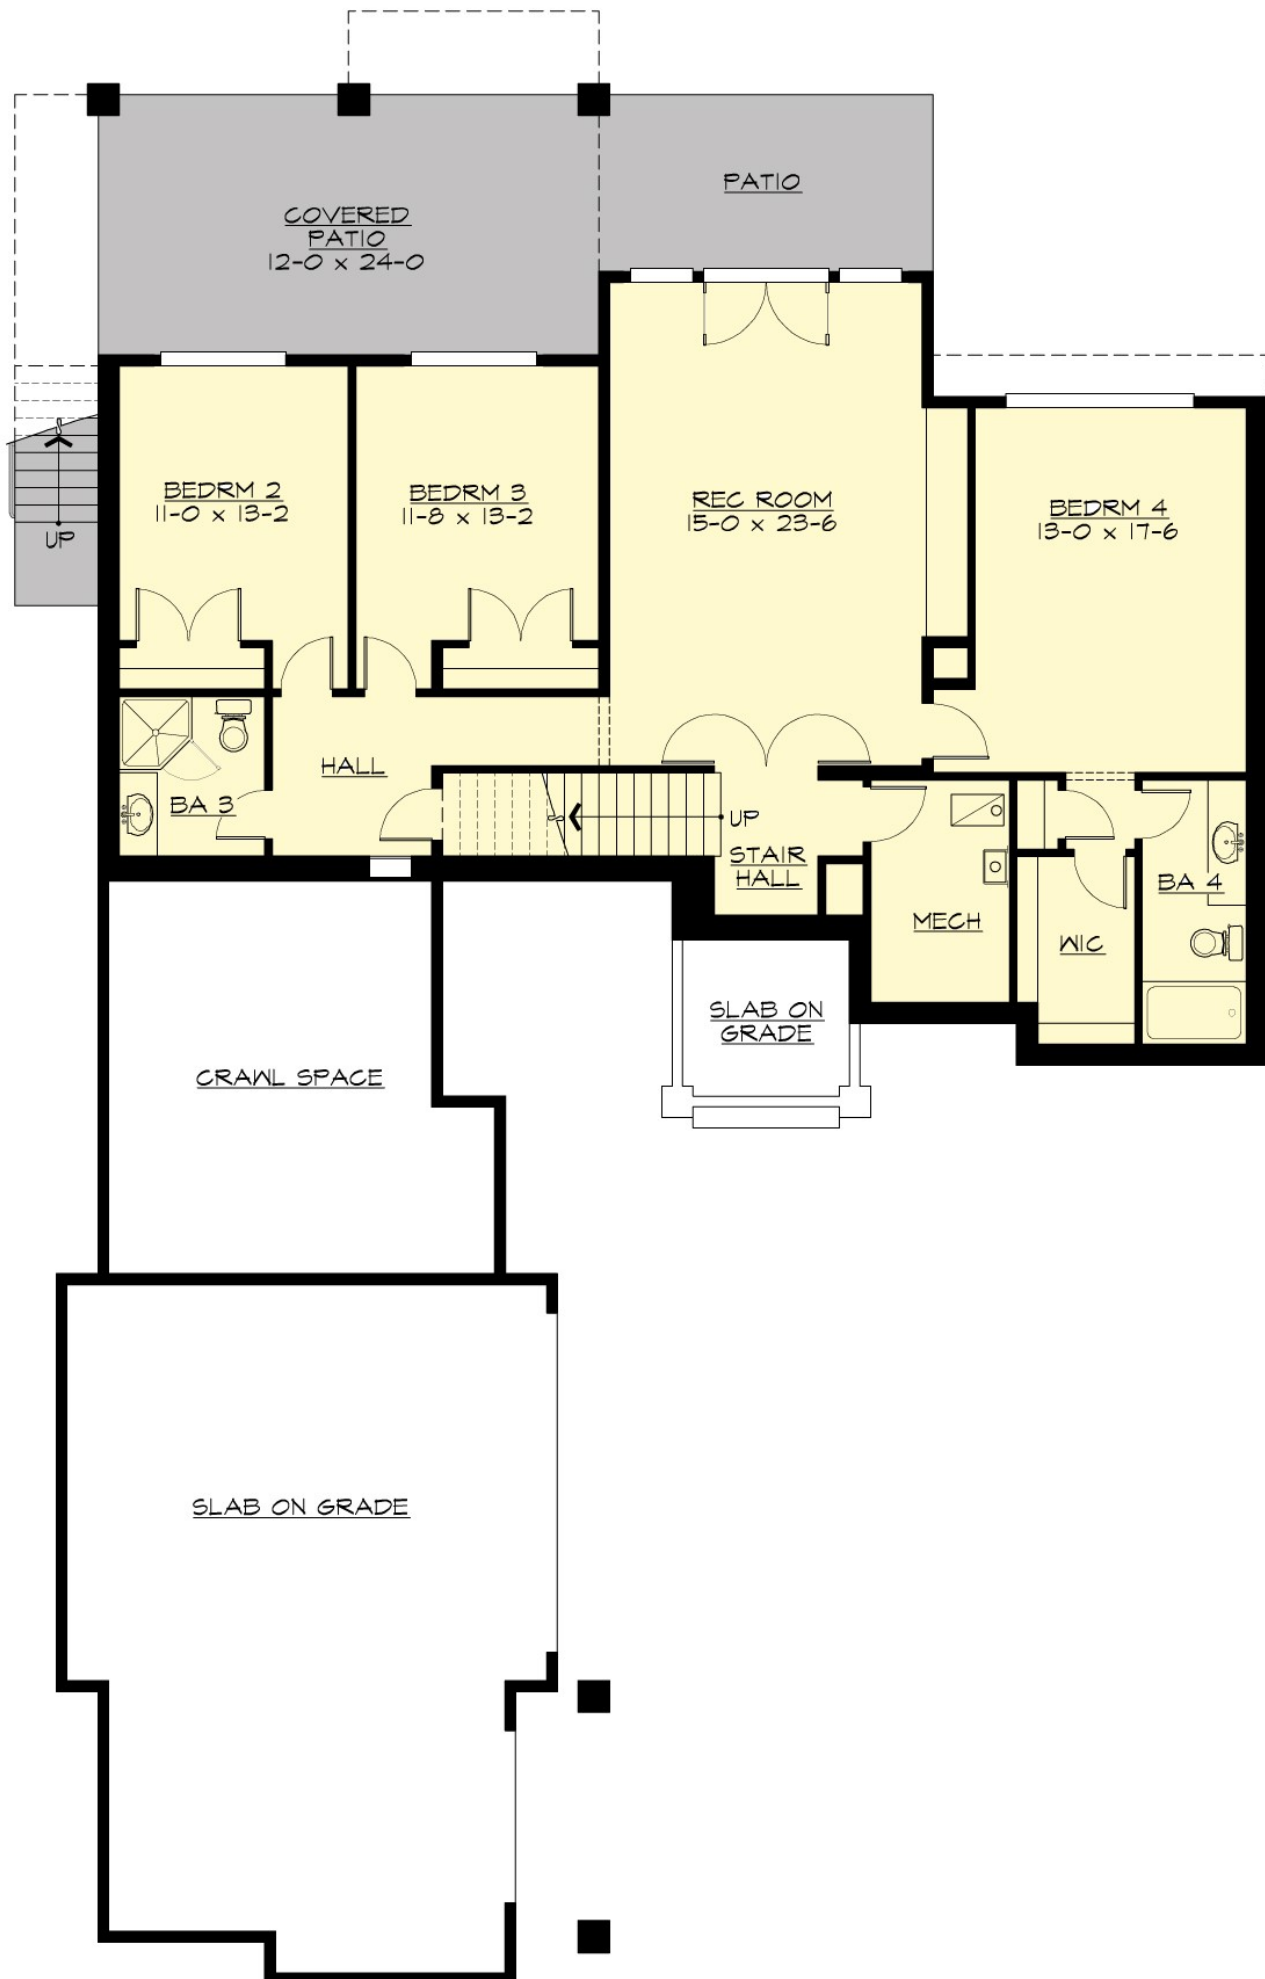 PATIO
COVERED
PATIO
12-0 x 24-0
BEDRM 2
11-0 x 13-2
BEDRM 3
11-8 x 13-2
REC ROOM
15-0 x 23-6
BEDRM 4
13-0 x 17-6
UP
HALL
BA 3
UP
STAIR
HALL
MECH
WIC
BA 4
SLAB ON
GRADE
CRAWL SPACE
SLAB ON GRADE